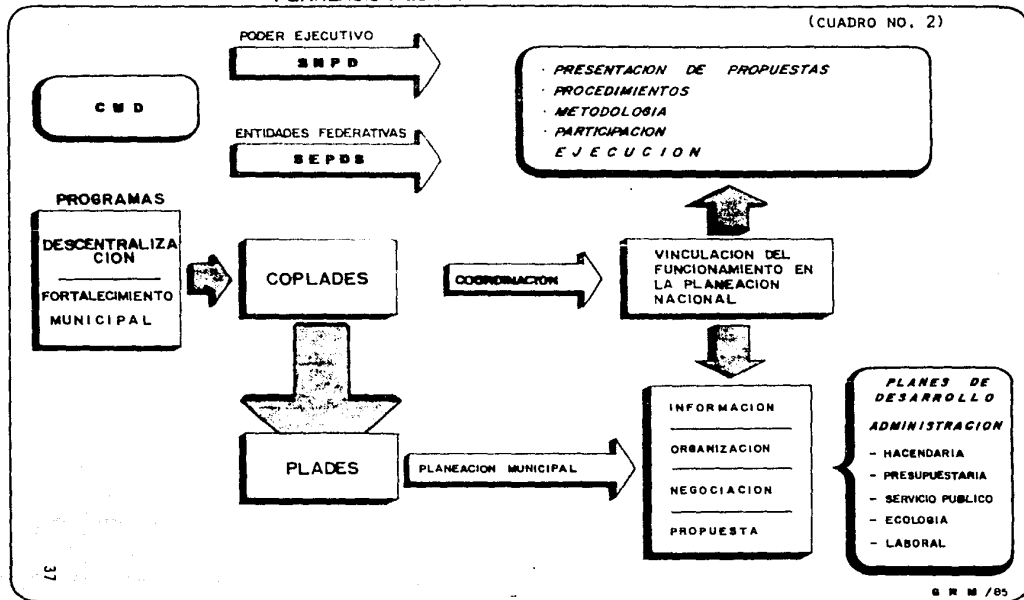 (CUADRO NO. 2)
PODER EJECUTIVO
SNPD
CMD
ENTIDADES FEDERATIVAS
SEPDS
· PRESENTACION DE PROPUESTAS
· PROCEDIMIENTOS
· METODOLOGIA
· PARTICIPACION
EJECUCION
PROGRAMAS
DESCENTRALIZA
CION
FORTALECIMIENTO
MUNICIPAL
COPLADES
COORDINACION
VINCULACION DEL
FUNCIONAMIENTO EN
LA PLANEACION
NACIONAL
PLADES
PLANEACION MUNICIPAL
INFORMACION
ORGANIZACION
NEGOCIACION
PROPUESTA
PLANES DE
DESARROLLO
ADMINISTRACION
- HACENDARIA
- PRESUPUESTARIA
- SERVICIO PUBLICO
- ECOLOGIA
- LABORAL
37
G R M /85